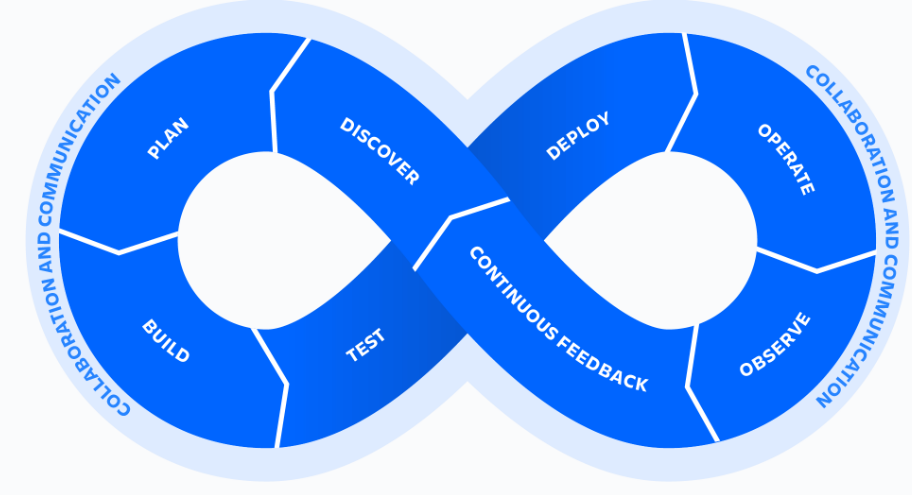 COLLABORATION AND COMMUNICATION
PLAN
DISCOVER
DEPLOY
OPERATE
COLLABORATION AND COMMUNICATION
BUILD
TEST
CONTINUOUS FEEDBACK
OBSERVE